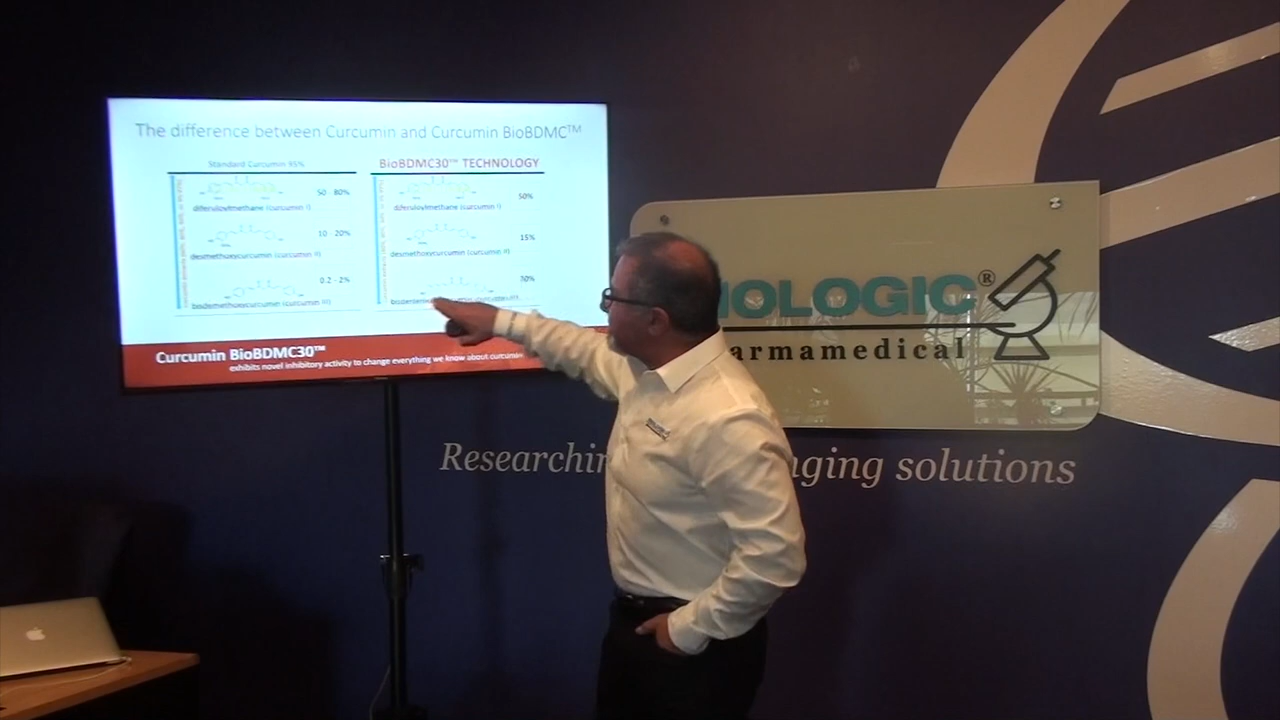 The difference between Curcumin and Curcumin BioBDMC™
Standard Curcumin 95%
50 - 80%
diferuloylmethane (curcumin I)
10 - 20%
desmethoxycurcumin (curcumin II)
0.2 - 2%
bisdemethoxycurcumin (curcumin III)
BioBDMC30™ TECHNOLOGY
50%
diferuloylmethane (curcumin I)
15%
desmethoxycurcumin (curcumin II)
30%
Curcumin BioBDMC30™
exhibits novel inhibitory activity to change everything we know about curcumin
IOLOGIC®
armamedical
Researchin
nging solutions